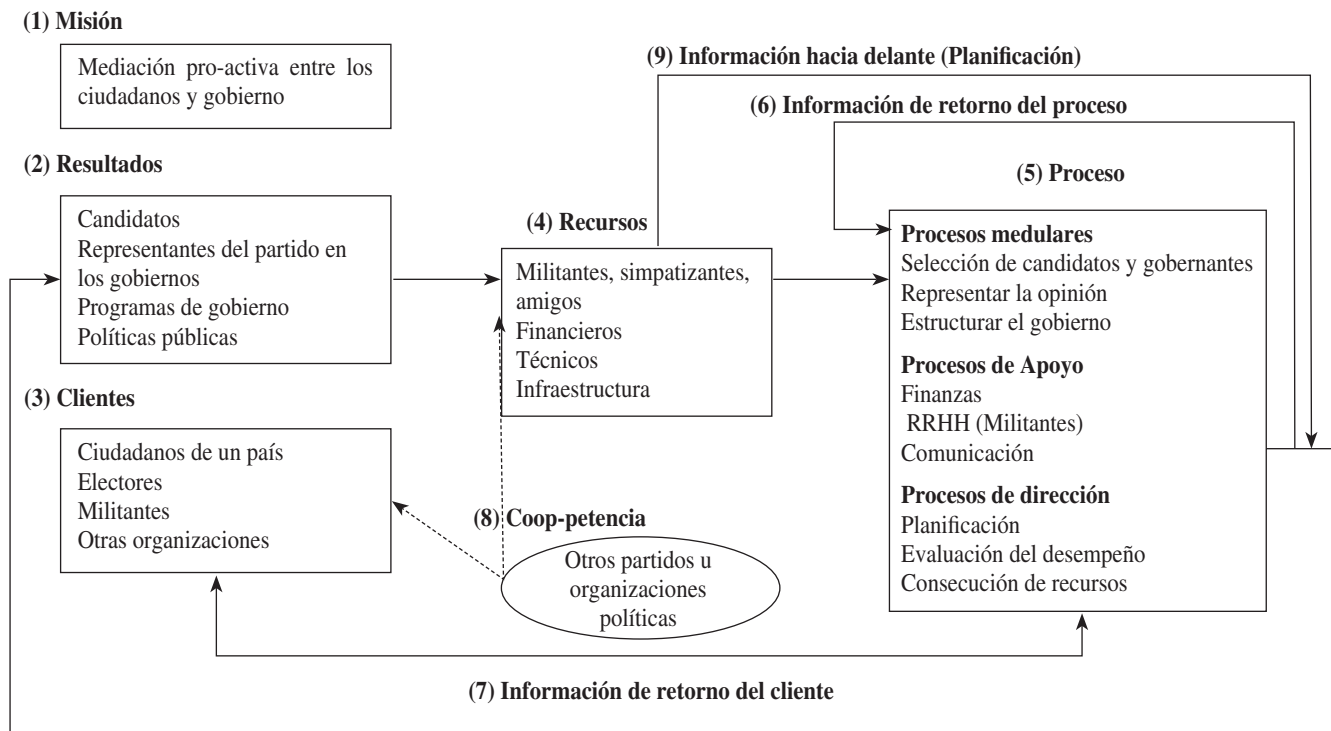 (1) Misión
Mediación pro-activa entre los
ciudadanos y gobierno
(2) Resultados
Candidatos
Representantes del partido en
los gobiernos
Programas de gobierno
Políticas públicas
(3) Clientes
Ciudadanos de un país
Electores
Militantes
Otras organizaciones
(4) Recursos
Militantes, simpatizantes,
amigos
Financieros
Técnicos
Infraestructura
(8) Coop-petencia
Otros partidos u
organizaciones
políticas
(9) Información hacia delante (Planificación)
(6) Información de retorno del proceso
(5) Proceso
Procesos medulares
Selección de candidatos y gobernantes
Representar la opinión
Estructurar el gobierno
Procesos de Apoyo
Finanzas
RRHH (Militantes)
Comunicación
Procesos de dirección
Planificación
Evaluación del desempeño
Consecución de recursos
(7) Información de retorno del cliente